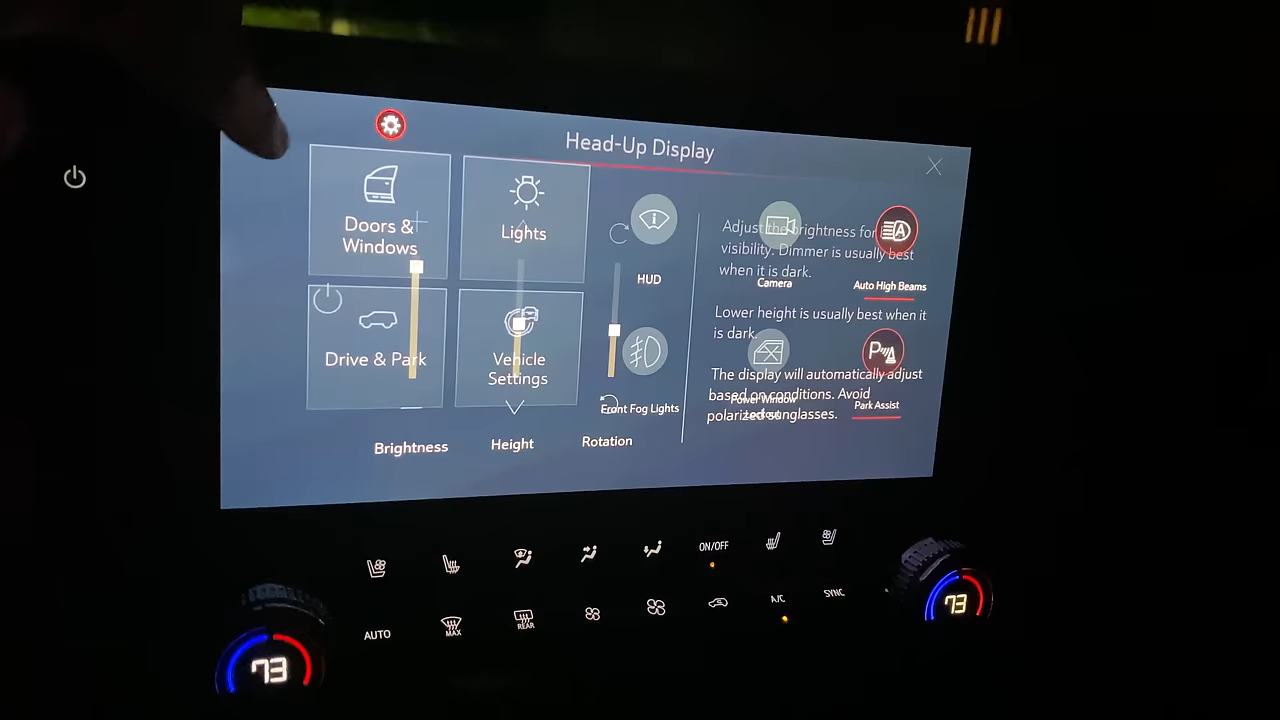 Head-Up Display
Doors &
Windows
Lights
HUD
Camera
Auto High Beams
Adjust the brightness for
visibility. Dimmer is usually best
when it is dark.
Lower height is usually best when it
is dark.
The display will automatically adjust
based on conditions. Avoid
polarized sunglasses.
Drive & Park
Vehicle
Settings
Front Fog Lights
Power Window
Lockout
Park Assist
Brightness
Height
Rotation
ON/OFF
AUTO
MAX
REAR
A/C
SYNC
73
73